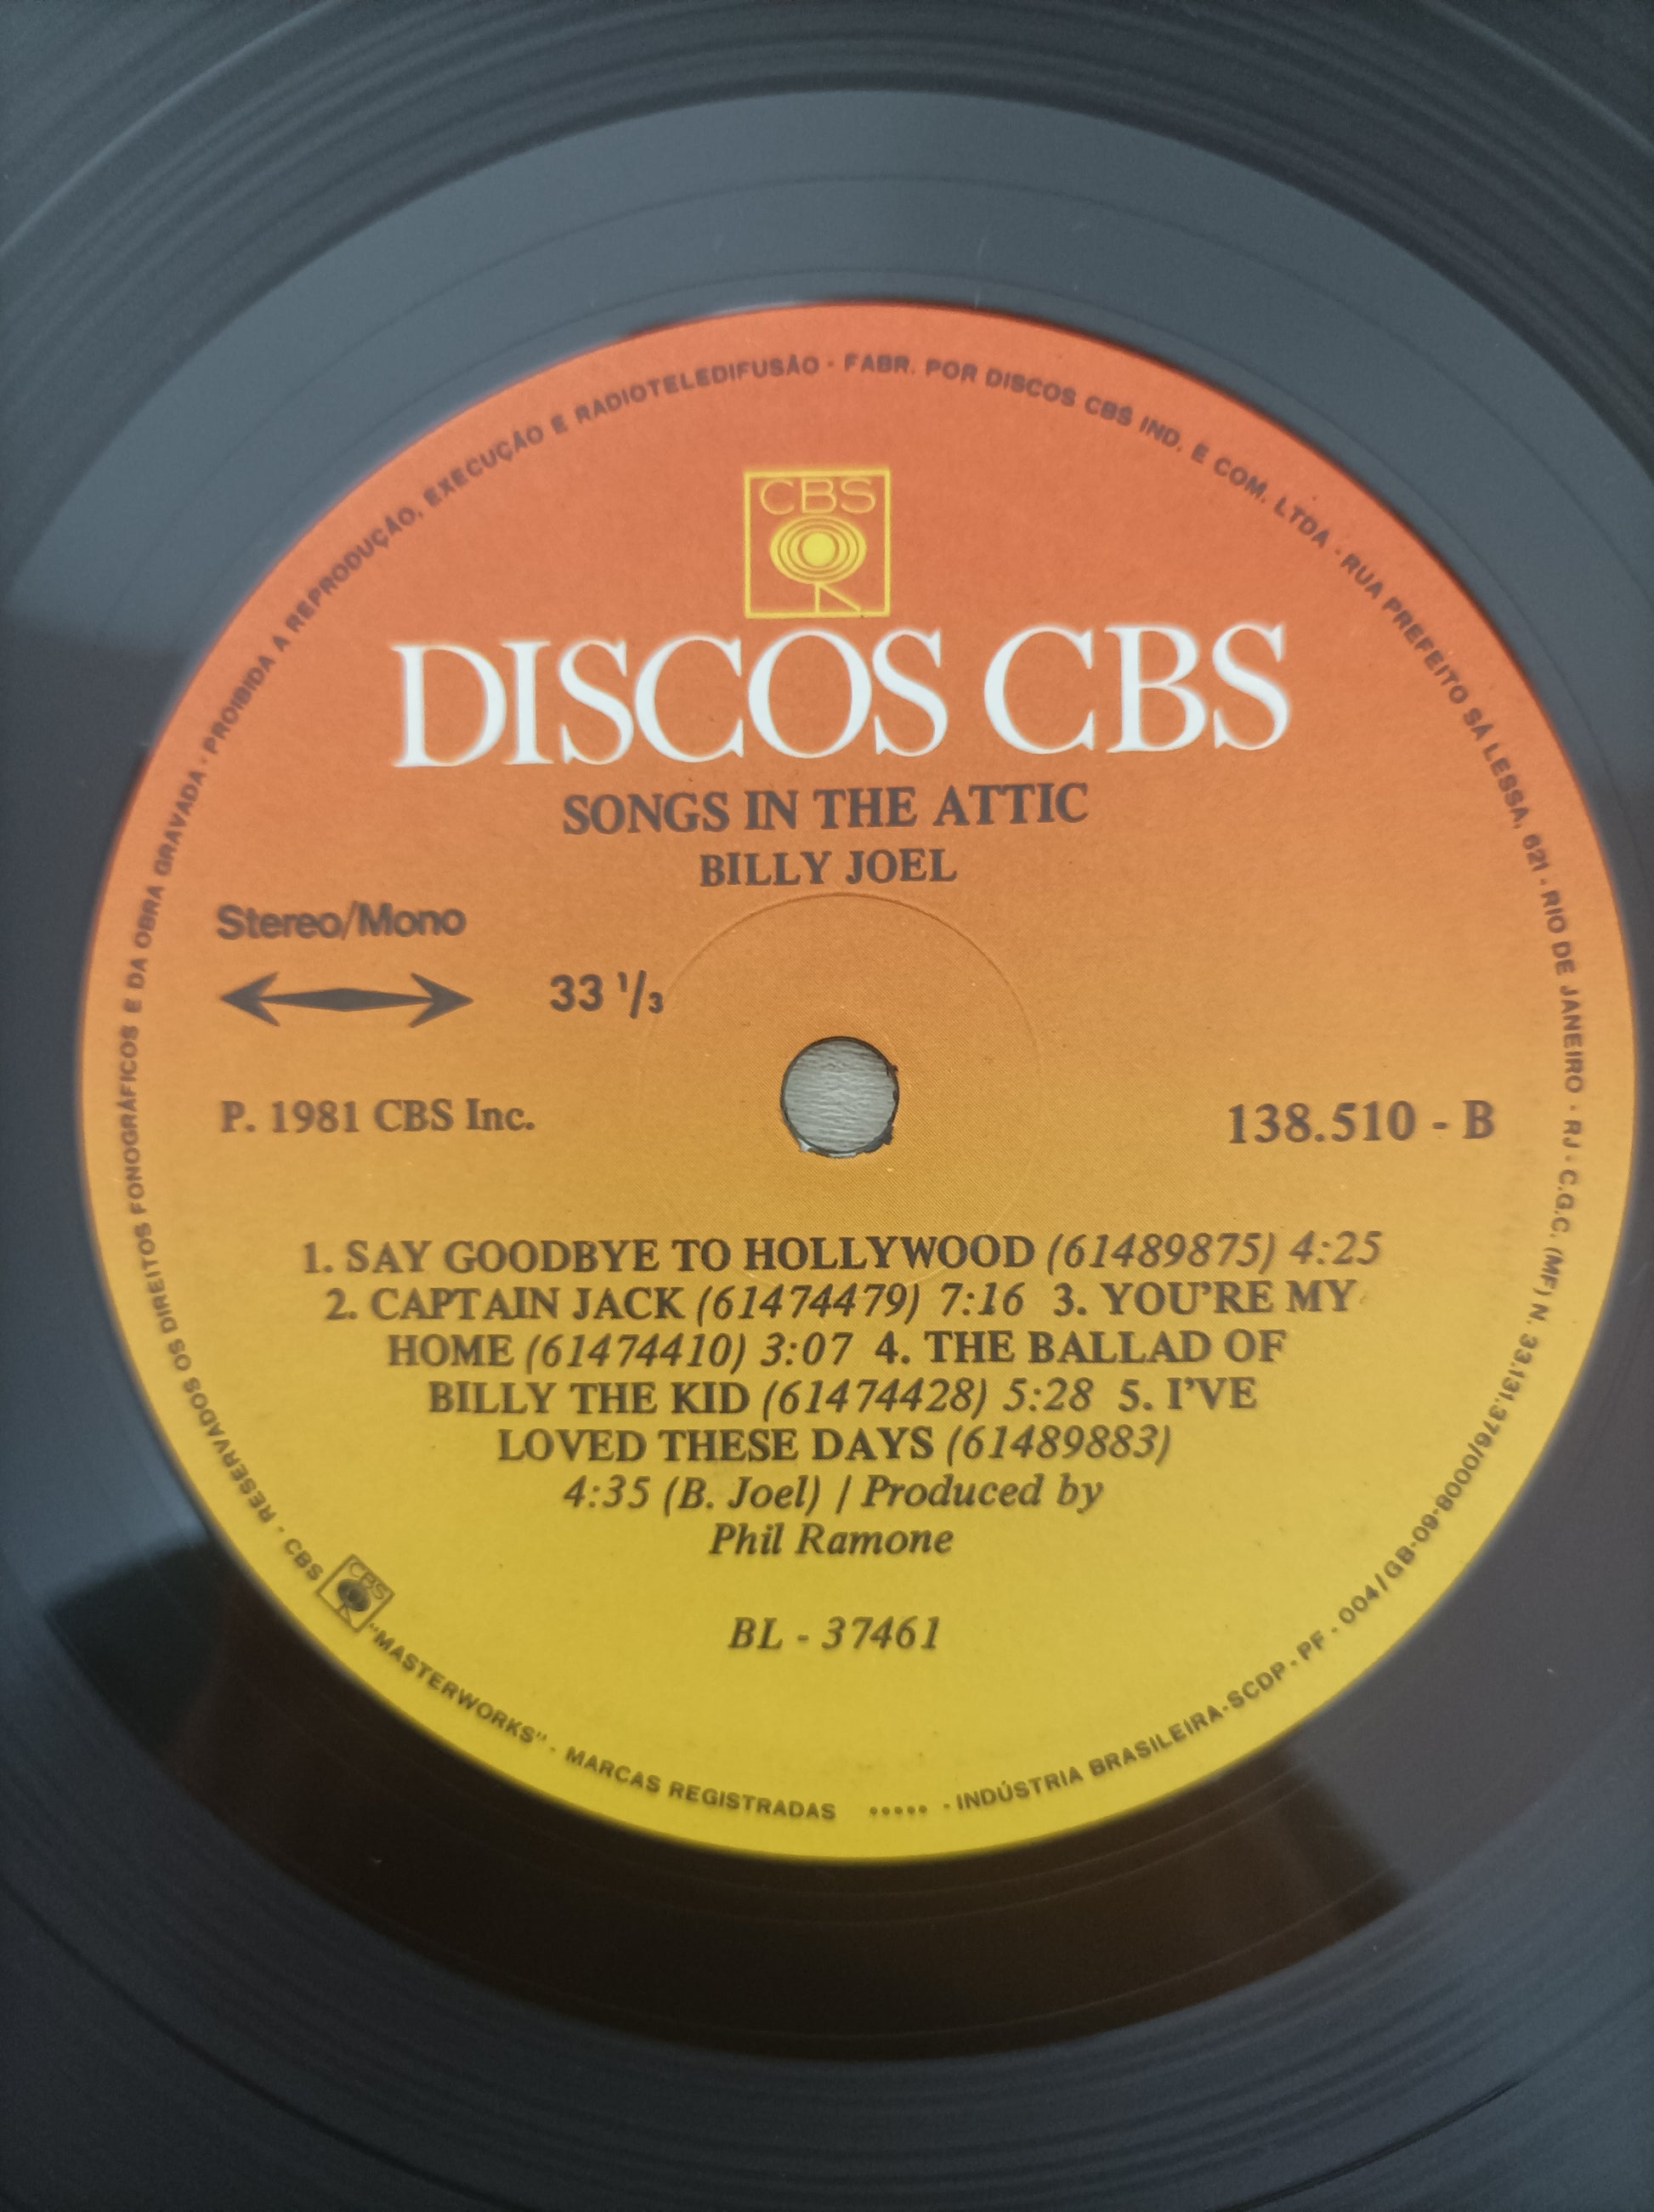 CBS
DISCOS CBS
SONGS IN THE ATTIC
BILLY JOEL
Stereo/Mono
33 1/3
P. 1981 CBS Inc.
138.510 - B
1. SAY GOODBYE TO HOLLYWOOD (61489875) 4:25
2. CAPTAIN JACK (61474479) 7:16 3. YOU'RE MY
HOME (61474410) 3:07 4. THE BALLAD OF
BILLY THE KID (61474428) 5:28 5. I'VE
LOVED THESE DAYS (61489883)
4:35 (B. Joel) | Produced by
Phil Ramone
BL - 37461
RESERVADOS OS DIREITOS FONOGRÁFICOS E DA OBRA GRAVADA · PROIBIDA A REPRODUÇÃO, EXECUÇÃO E RADIOTELEDIFUSÃO · FABR. POR DISCOS CBS IND. E COM. LTDA · RUA PREFEITO SÁ LESSA, 621 · RIO DE JANEIRO · RJ · C.G.C. (MF) N. 33.131.376/0008-09-GB/004 · PF · SCDP-INDÚSTRIA BRASILEIRA ·
CBS CBS "MASTERWORKS" · MARCAS REGISTRADAS